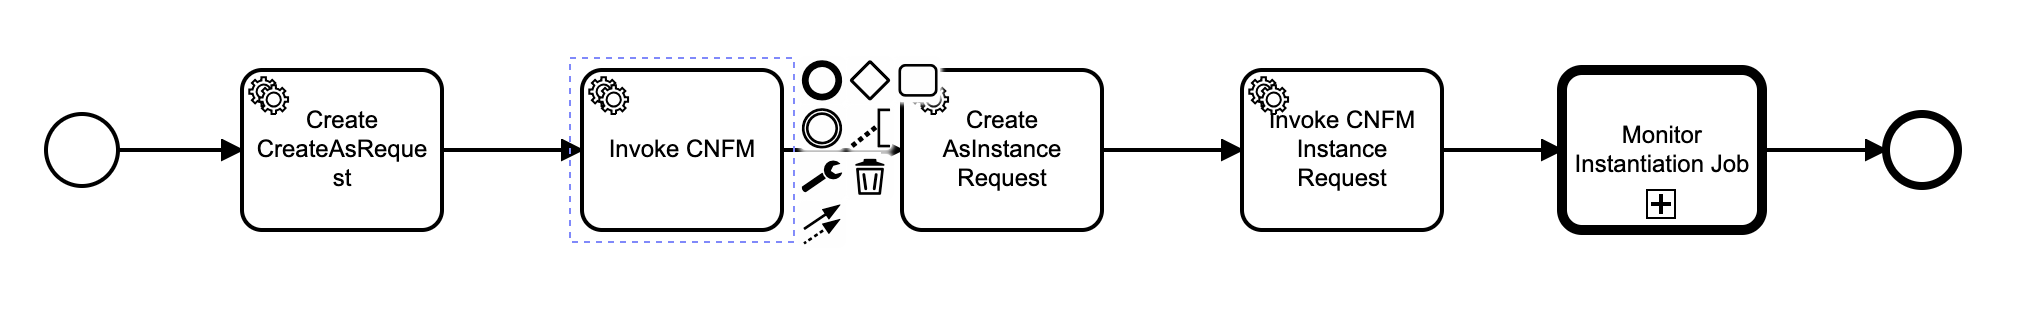 Create
CreateAsReque
st
Invoke CNFM
Create
AsInstance
Request
Invoke CNFM
Instance
Request
Monitor
Instantiation Job